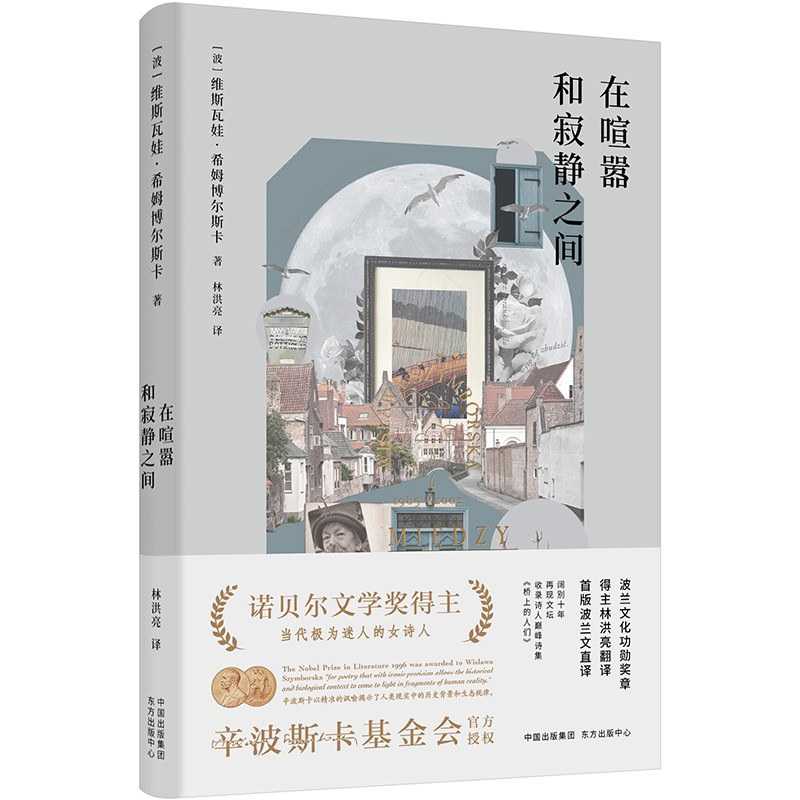 [波]维斯瓦娃·希姆博尔斯卡 著
在喧嚣
和寂静之间
林洪亮 译
中国出版集团
东方出版中心
[波]维斯瓦娃·希姆博尔斯卡 著
林洪亮 译
在喧嚣
和寂静之间
chudzić.
BORSKA
MIĘDZY
诺贝尔文学奖得主
当代极为迷人的女诗人
The Nobel Prize in Literature 1996 was awarded to Wislawa
Szymborska "for poetry that with ironic precision allows the historical
and biological context to come to light in fragments of human reality."
辛波斯卡以精准的讽喻揭示了人类现实中的历史背景和生态规律。
辛波斯卡基金会 官方
授权
波兰文化功勋奖章
得主林洪亮翻译
首版波兰文直译
阔别十年
再现文坛
收录诗人巅峰诗集
《桥上的人们》
中国出版集团 东方出版中心